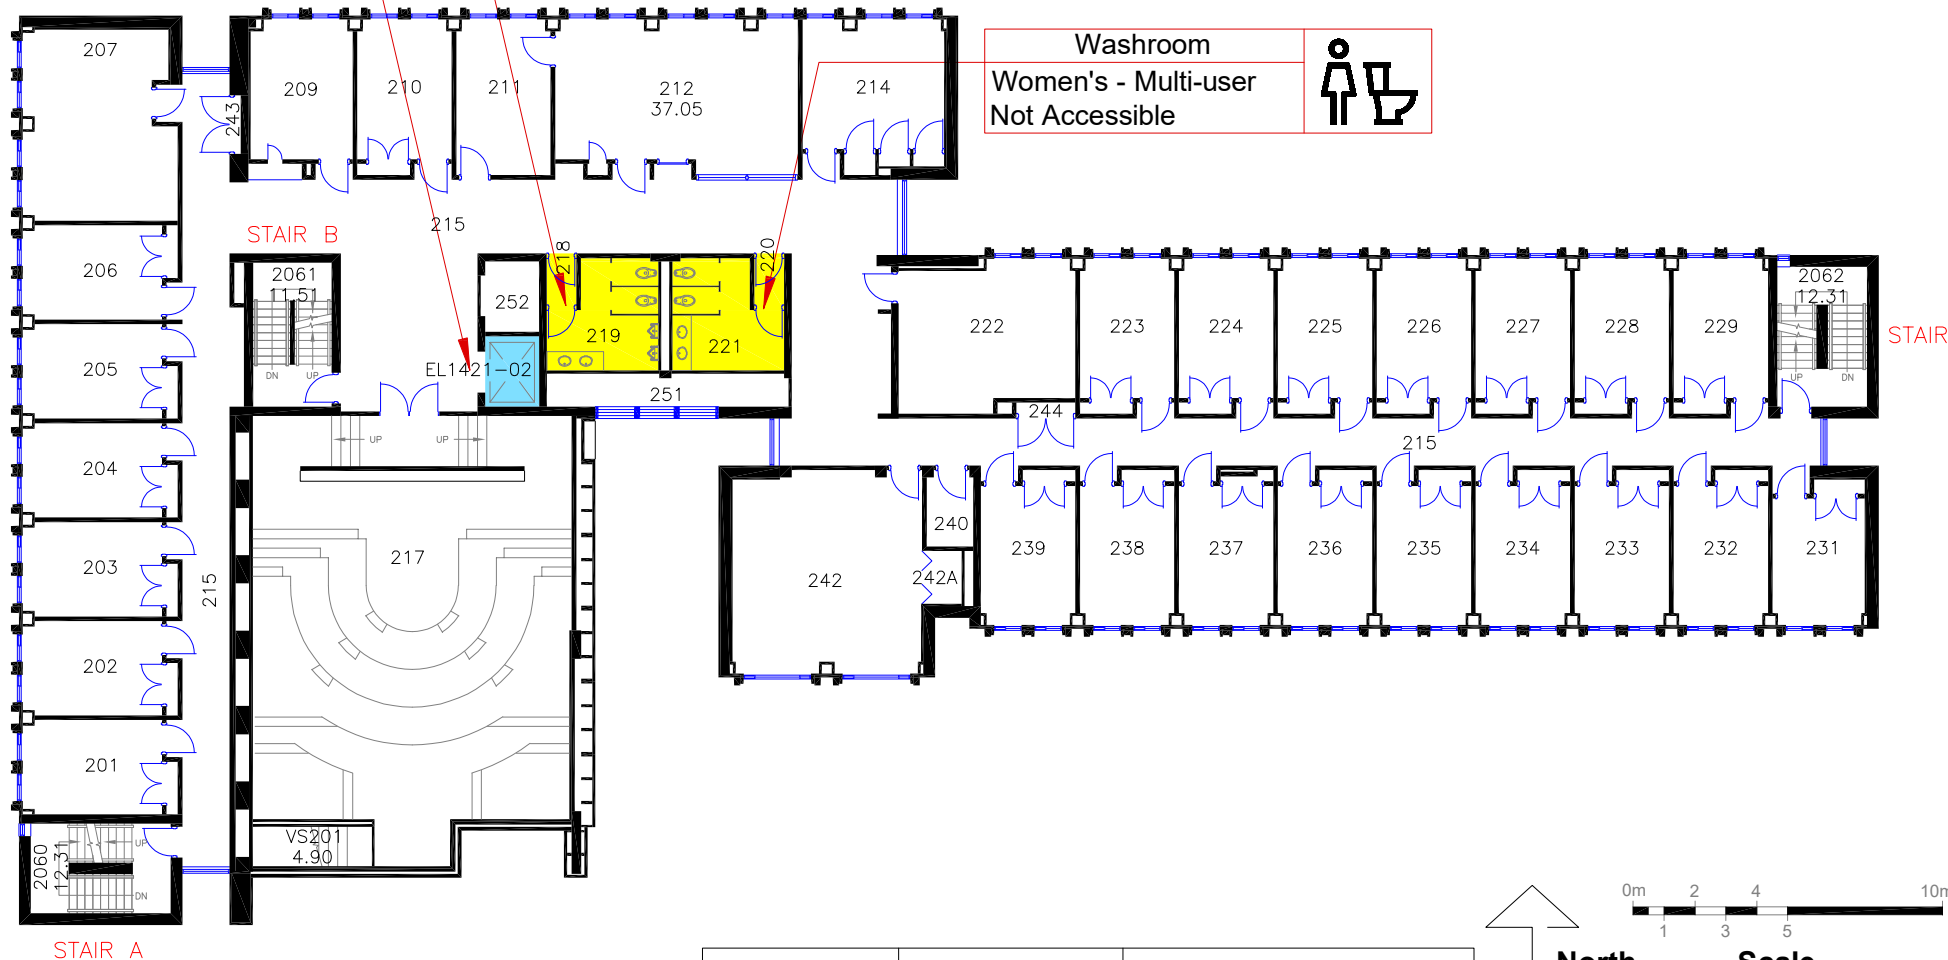 207
209
210
211
212
37.05
214
243
Washroom
Women's - Multi-user
Not Accessible
215
STAIR B
218
220
206
2061
11.51
252
219
221
222
223
224
225
226
227
228
229
2062
12.31
STAIR
UP
DN
DN
UP
205
EL1421-02
251
244
215
UP
UP
204
217
240
239
238
237
236
235
234
233
232
231
203
215
242
242A
202
201
VS201
4.90
2060
12.31
UP
DN
STAIR A
0m
2
4
10m
1
3
5
North
Scale